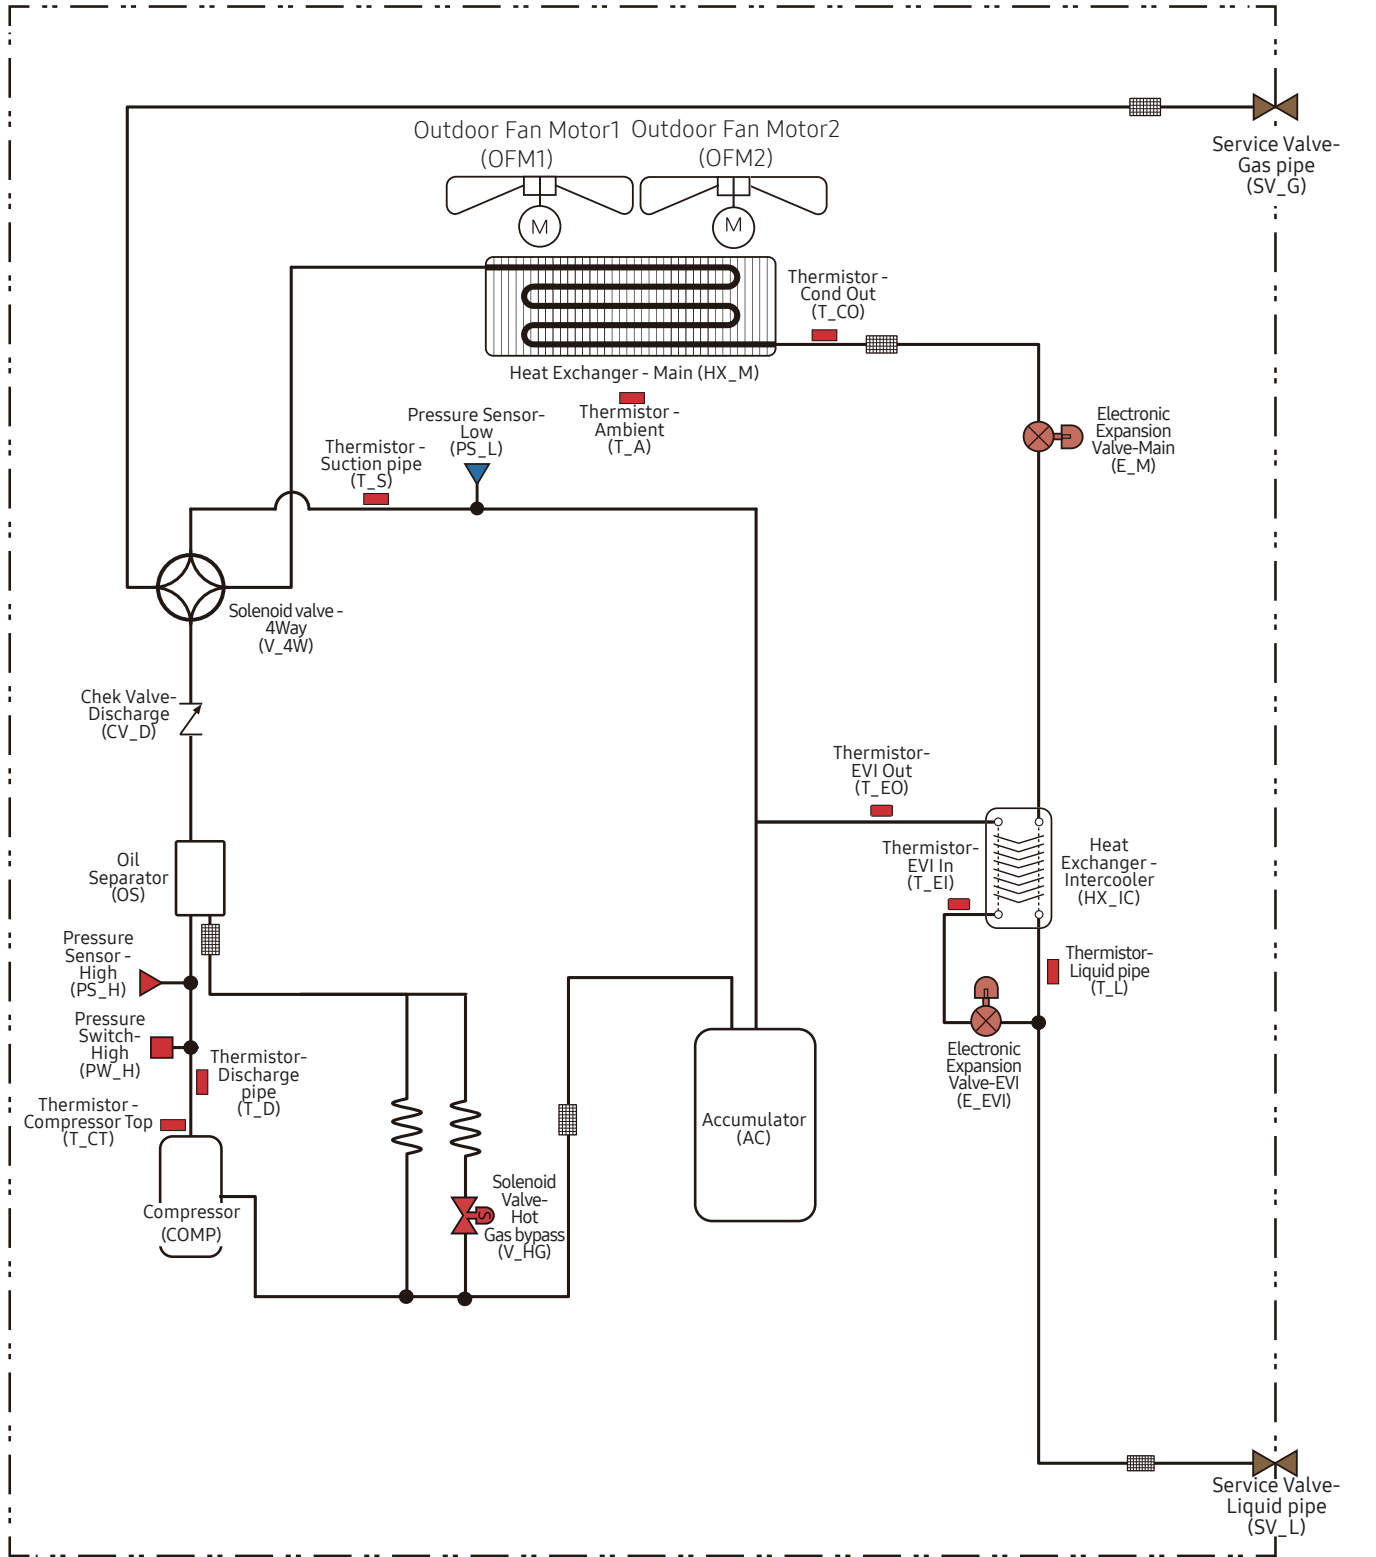 Service Valve-
Gas pipe
(SV_G)
Outdoor Fan Motor1
(OFM1)
Outdoor Fan Motor2
(OFM2)
M
M
Thermistor -
Cond Out
(T_CO)
Heat Exchanger - Main (HX_M)
Thermistor -
Ambient
(T_A)
Pressure Sensor-
Low
(PS_L)
Thermistor -
Suction pipe
(T_S)
Electronic
Expansion
Valve-Main
(E_M)
Solenoid valve -
4Way
(V_4W)
Chek Valve-
Discharge
(CV_D)
Thermistor-
EVI Out
(T_EO)
Thermistor-
EVI In
(T_EI)
Heat
Exchanger -
Intercooler
(HX_IC)
Oil
Separator
(OS)
Pressure
Sensor -
High
(PS_H)
Thermistor-
Liquid pipe
(T_L)
Pressure
Switch-
High
(PW_H)
Thermistor-
Discharge
pipe
(T_D)
Electronic
Expansion
Valve-EVI
(E_EVI)
Thermistor -
Compressor Top
(T_CT)
Accumulator
(AC)
Compressor
(COMP)
Solenoid
Valve-
Hot
Gas bypass
(V_HG)
S
Service Valve-
Liquid pipe
(SV_L)